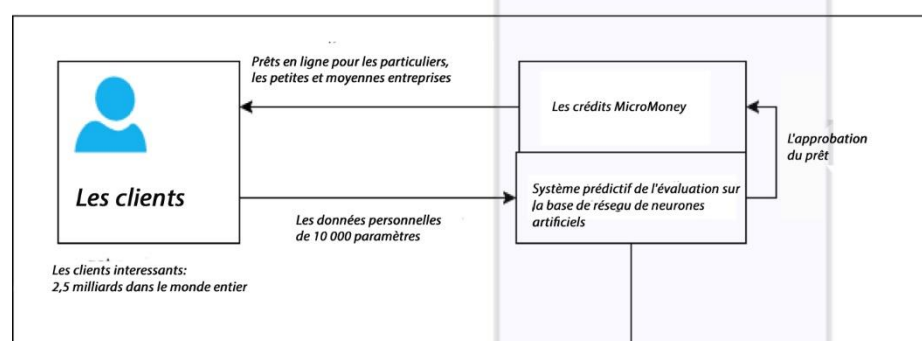 Prêts en ligne pour les particuliers,
les petites et moyennes entreprises
Les crédits MicroMoney
L'approbation
du prêt
Les clients
Système prédictif de l'évaluation sur
la base de résegu de neurones
artificiels
Les données personnelles
de 10 000 paramètres
Les clients interessants:
2,5 milliards dans le monde entier